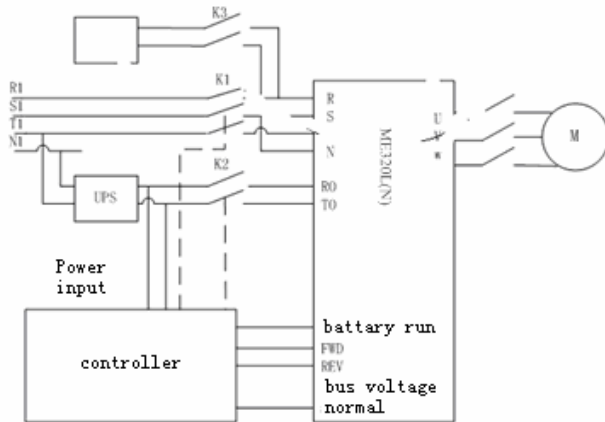 K3
R1
K1
S1
R
T1
S
U
N1
V
M
N
K2
ME320L(N)
w
RO
UPS
TO
Power
input
battary run
controller
FWD
REV
bus voltage
normal